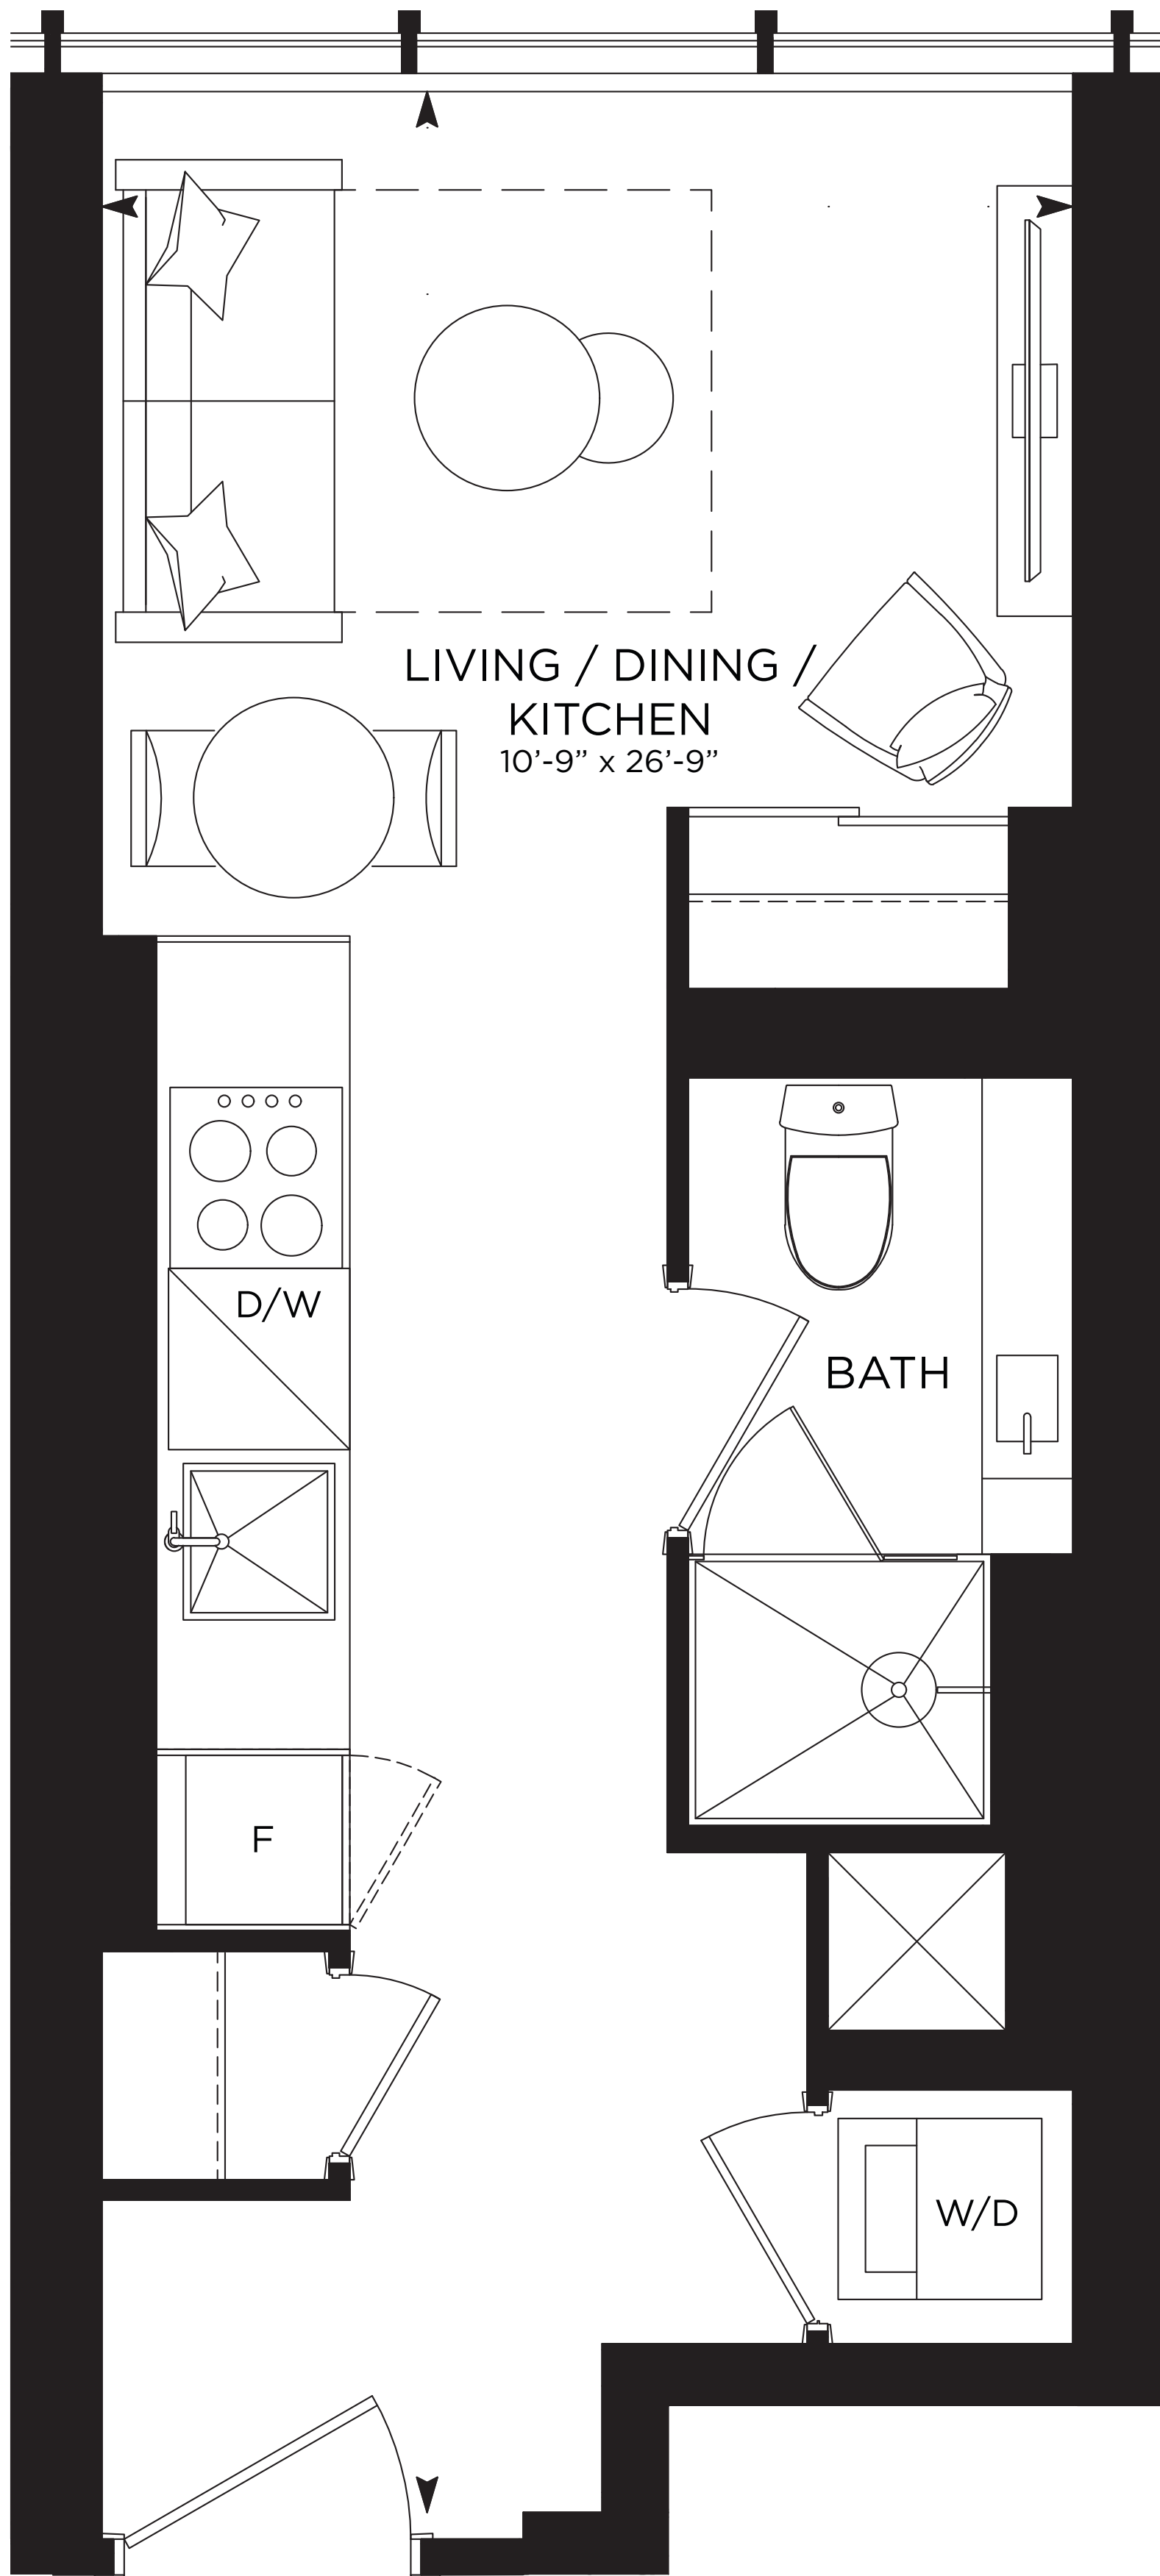 LIVING / DINING /
KITCHEN
10’-9” x 26’-9”
D/W
BATH
F
W/D